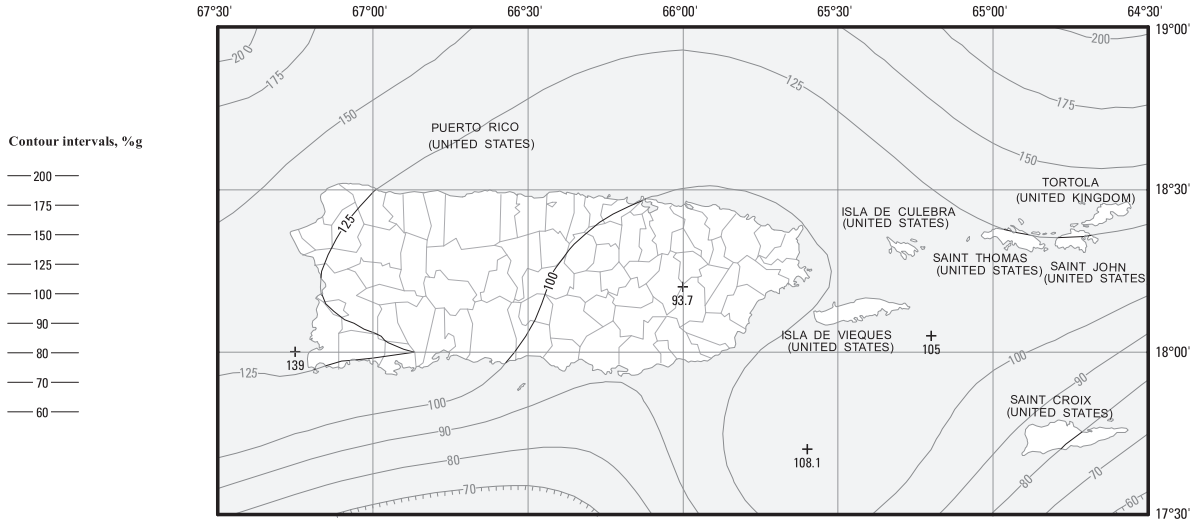 67°30'
67°00'
66°30'
66°00'
65°30'
65°00'
64°30'
19°00'
200
200
175
125
175
Contour intervals, %g
150
PUERTO RICO
(UNITED STATES)
150
200
TORTOLA
(UNITED KINGDOM)
18°30'
175
ISLA DE CULEBRA
(UNITED STATES)
125
150
SAINT THOMAS
(UNITED STATES)
SAINT JOHN
(UNITED STATES
125
100
100
93.7
90
ISLA DE VIEQUES
(UNITED STATES)
105
80
139
18°00'
100
125
70
90
100
SAINT CROIX
(UNITED STATES)
60
90
80
108.1
70
80
70
60
17°30'